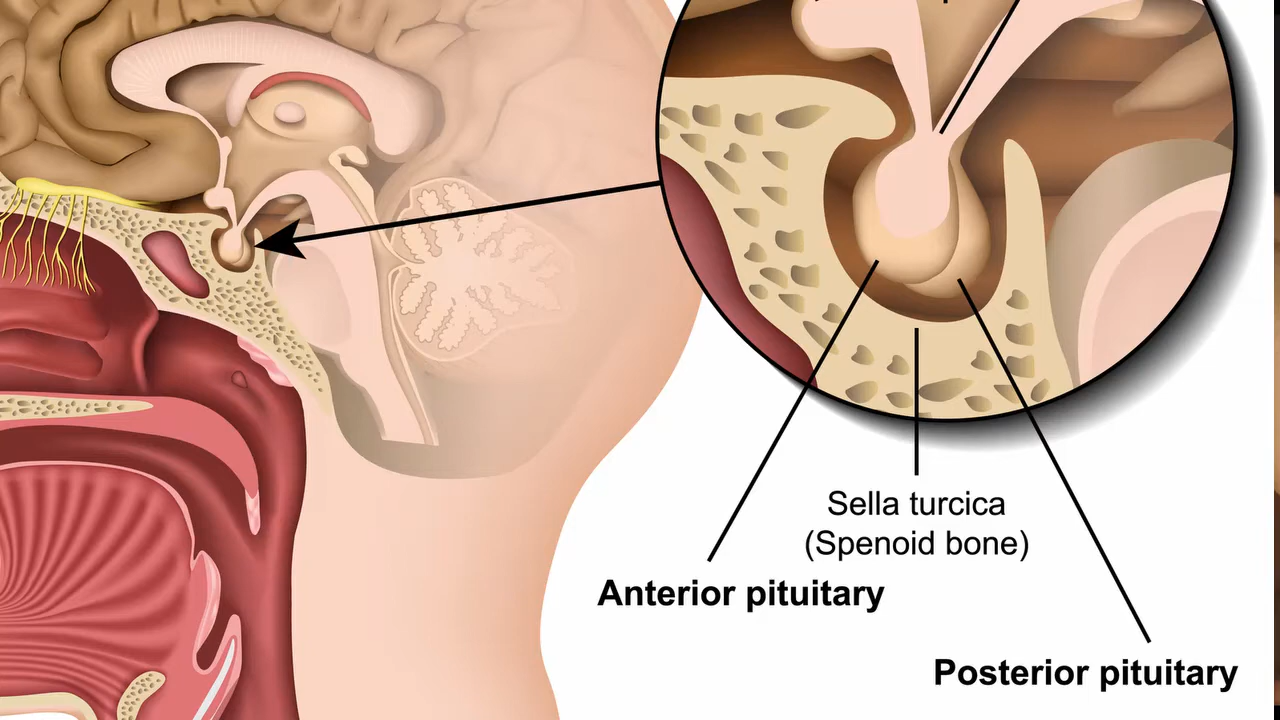 Sella turcica
(Spenoid bone)
Anterior pituitary
Posterior pituitary